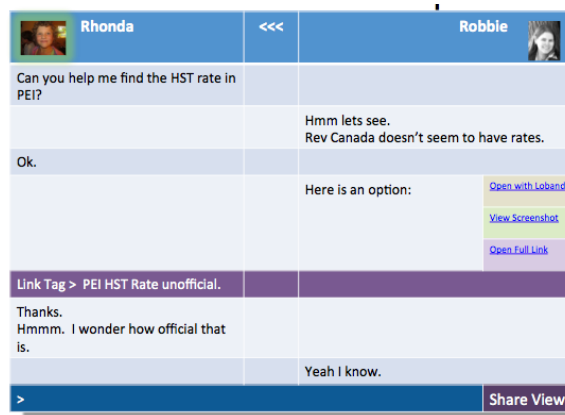 Rhonda <<< Robbie
Can you help me find the HST rate in
PEI?
Hmm lets see.
Rev Canada doesn’t seem to have rates.
Ok.
Here is an option:
Open with Loband
View Screenshot
Open Full Link
Link Tag > PEI HST Rate unofficial.
Thanks.
Hmmm. I wonder how official that
is.
Yeah I know.
> Share View